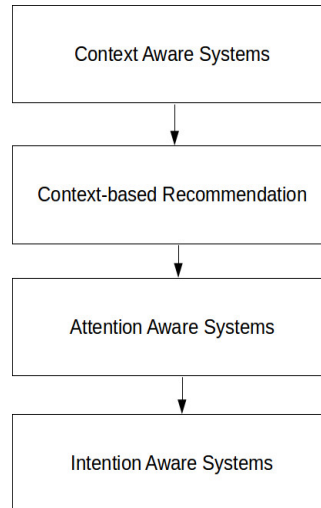 Context Aware Systems
Context-based Recommendation
Attention Aware Systems
Intention Aware Systems